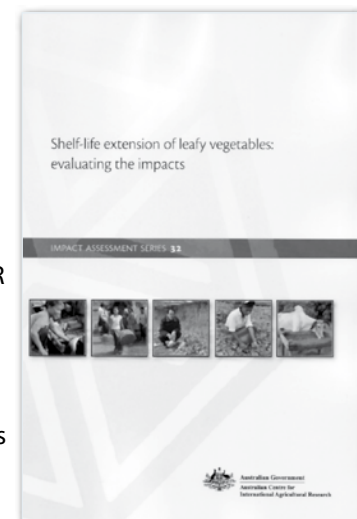 Shelf-life extension of leafy vegetables:
evaluating the impacts
IMPACT ASSESSMENT SERIES 32
R
s
Australian Government
Australian Centre for
International Agricultural Research